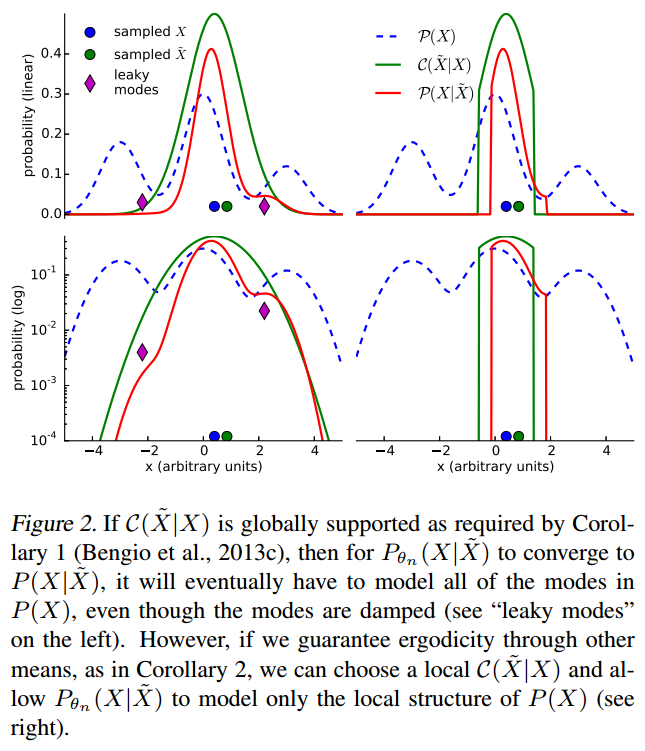 sampled X
sampled X̃
leaky
modes
P(X)
C(X̃|X)
P(X|X̃)
probability (linear)
0.4
0.3
0.2
0.1
0.0
probability (log)
10⁻¹
10⁻²
10⁻³
10⁻⁴
−4 −2 0 2 4
x (arbitrary units)
−4 −2 0 2 4
x (arbitrary units)
Figure 2. If C(X̃|X) is globally supported as required by Corol-
lary 1 (Bengio et al., 2013c), then for Pθₙ(X|X̃) to converge to
P(X|X̃), it will eventually have to model all of the modes in
P(X), even though the modes are damped (see “leaky modes”
on the left). However, if we guarantee ergodicity through other
means, as in Corollary 2, we can choose a local C(X̃|X) and al-
low Pθₙ(X|X̃) to model only the local structure of P(X) (see
right).